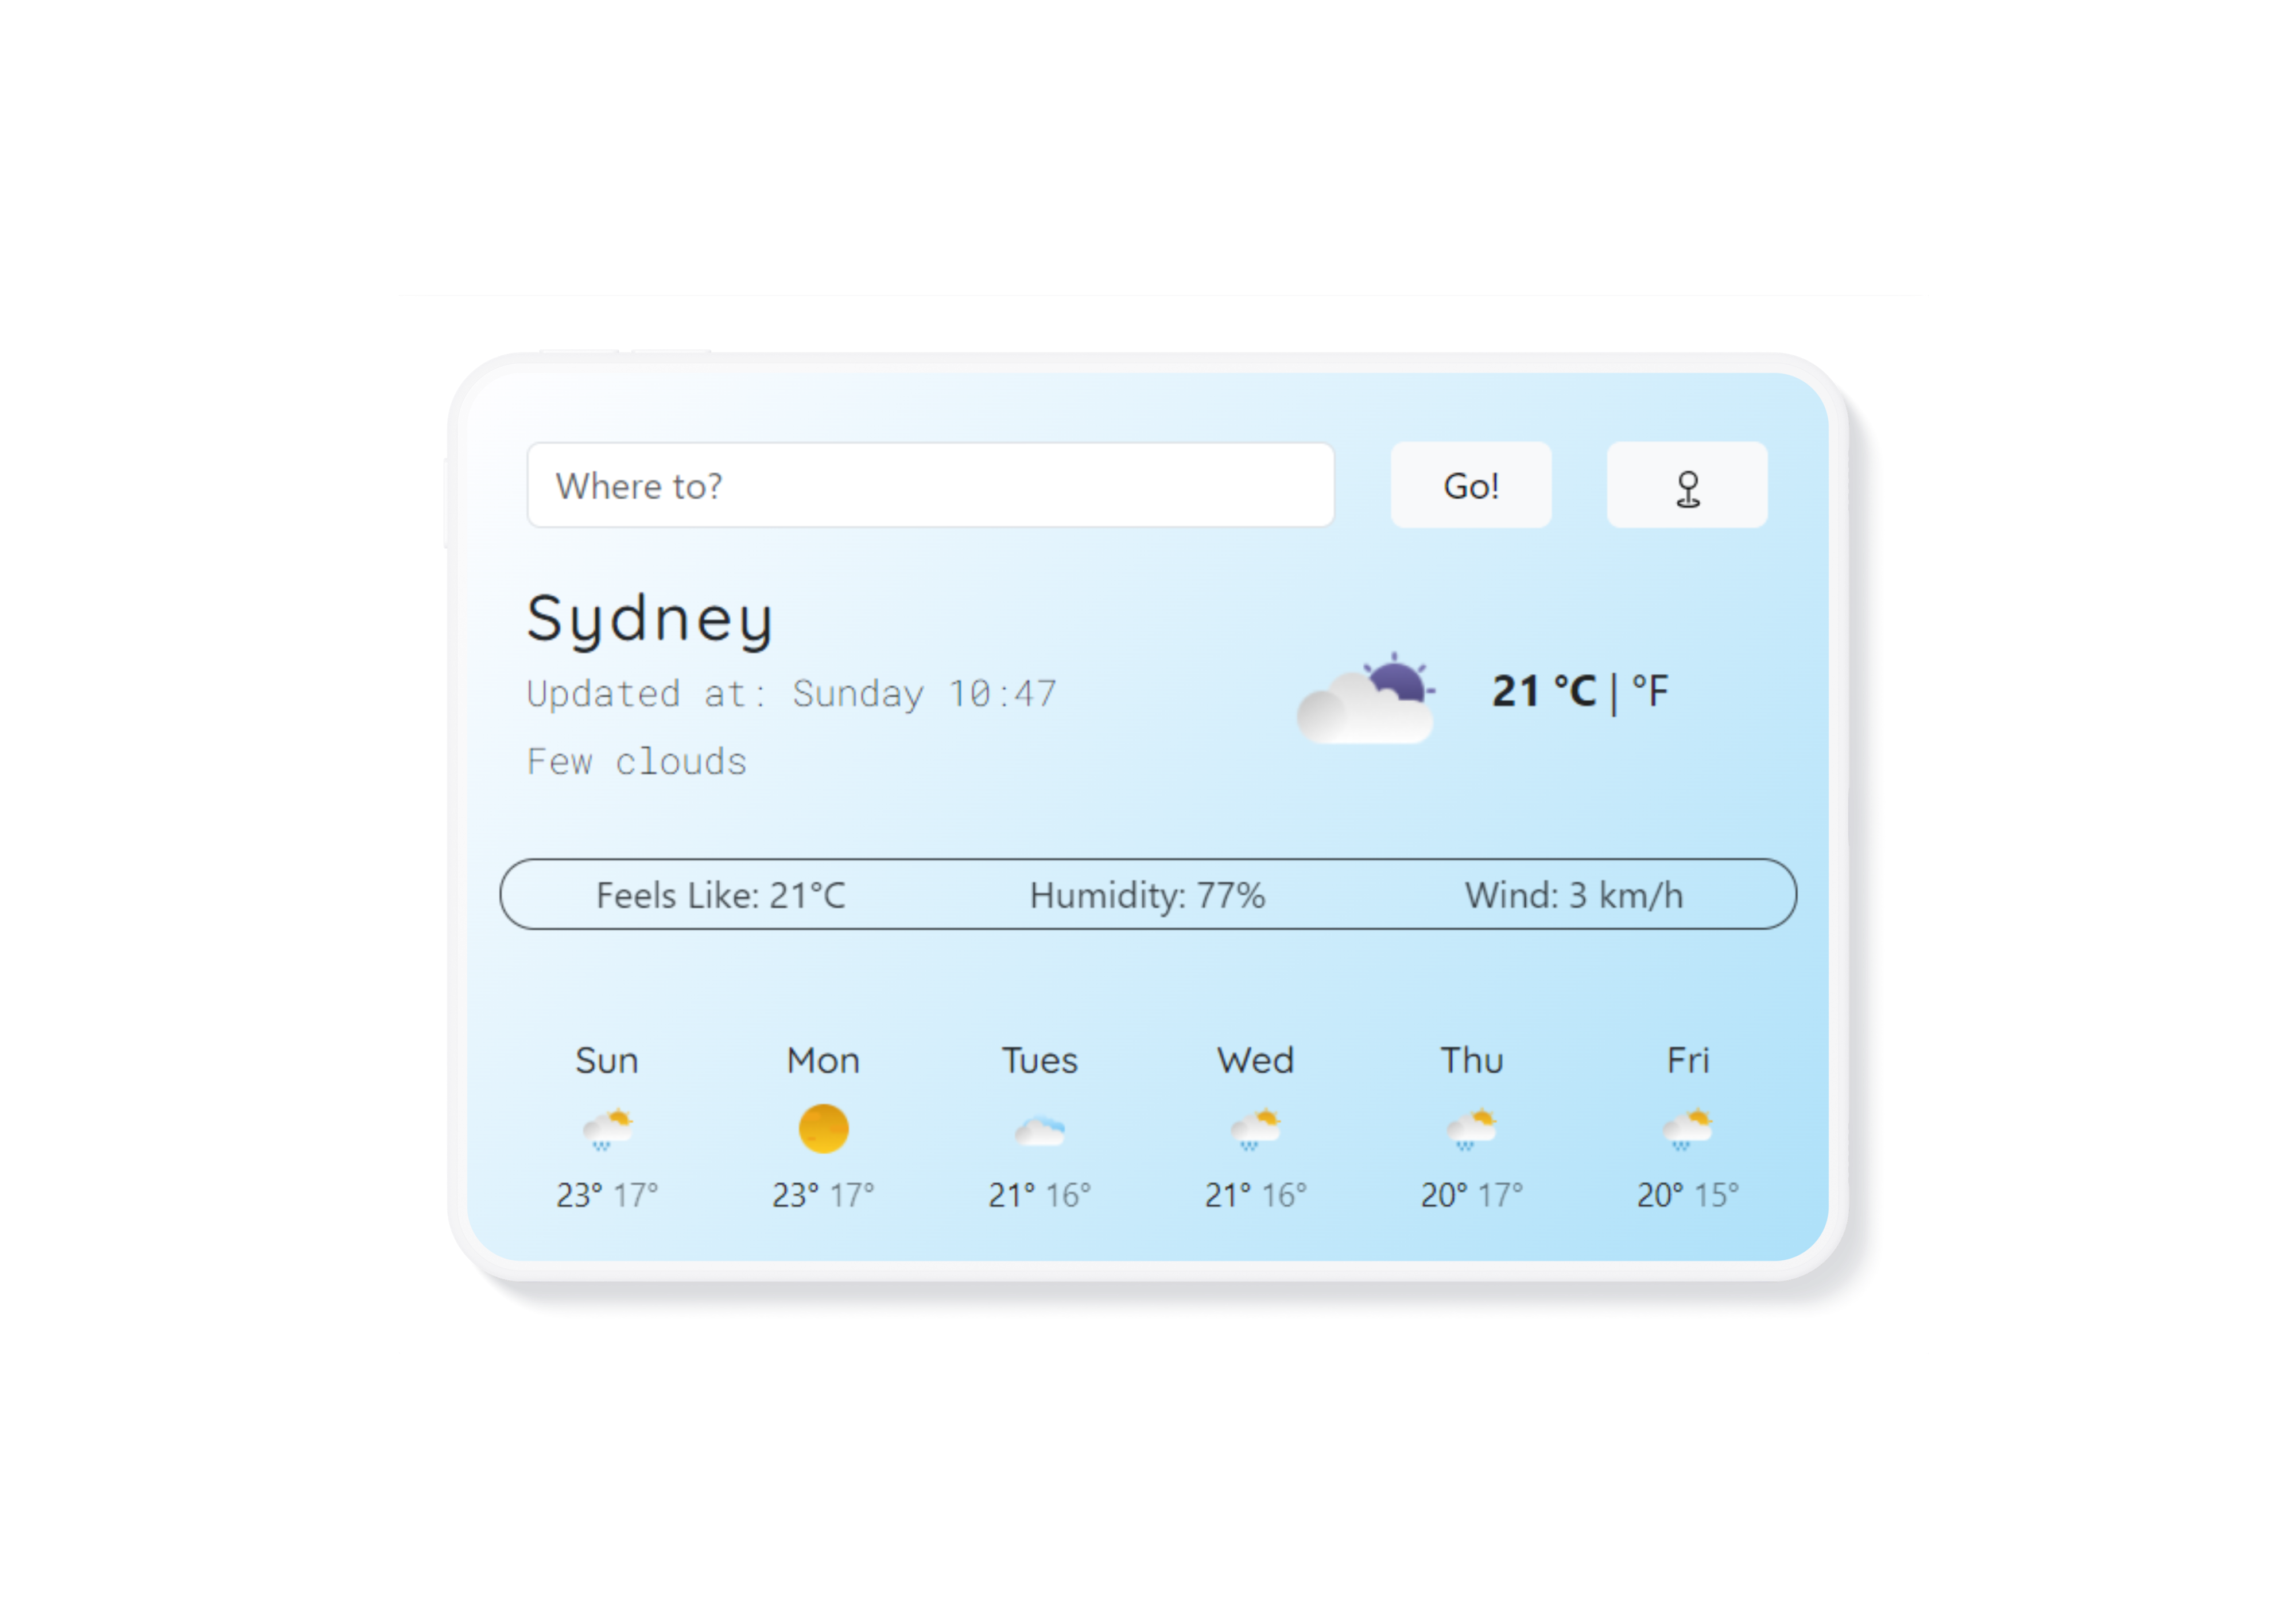 Where to? Go!
Sydney
Updated at: Sunday 10:47
21 °C | °F
Few clouds
Feels Like: 21°C Humidity: 77% Wind: 3 km/h
Sun Mon Tues Wed Thu Fri
23° 17° 23° 17° 21° 16° 21° 16° 20° 17° 20° 15°